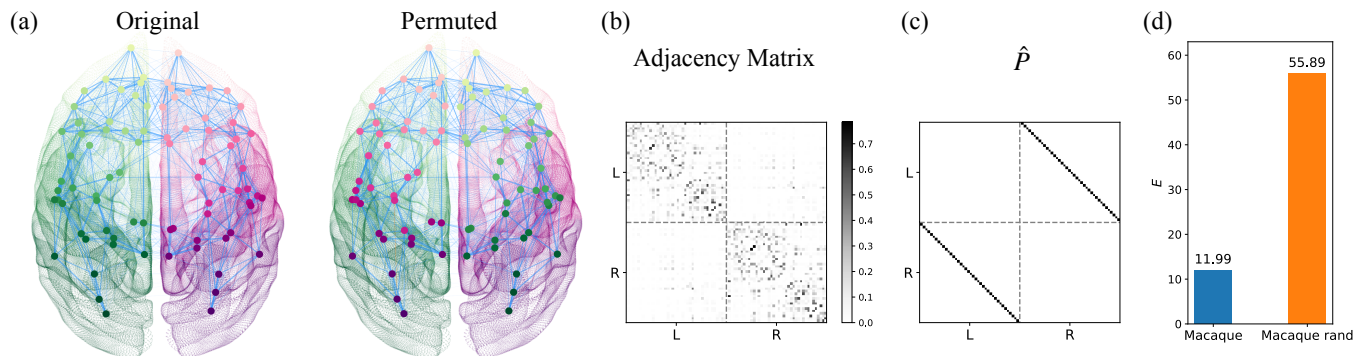 (a)
Original
Permuted
(b)
Adjacency Matrix
L
R
L
R
0.7
0.6
0.5
0.4
0.3
0.2
0.1
0.0
(c)
P̂
L
R
L
R
(d)
60
50
40
30
20
10
0
E
11.99
55.89
Macaque
Macaque rand